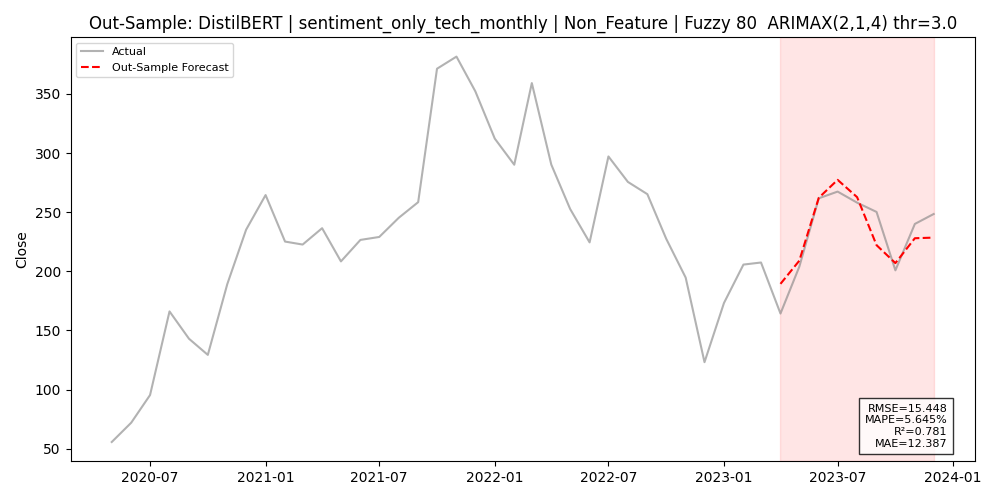 Out-Sample: DistilBERT | sentiment_only_tech_monthly | Non_Feature | Fuzzy 80  ARIMAX(2,1,4) thr=3.0
Actual
Out-Sample Forecast
Close
350
300
250
200
150
100
50
RMSE=15.448
MAPE=5.645%
R²=0.781
MAE=12.387
2020-07
2021-01
2021-07
2022-01
2022-07
2023-01
2023-07
2024-01